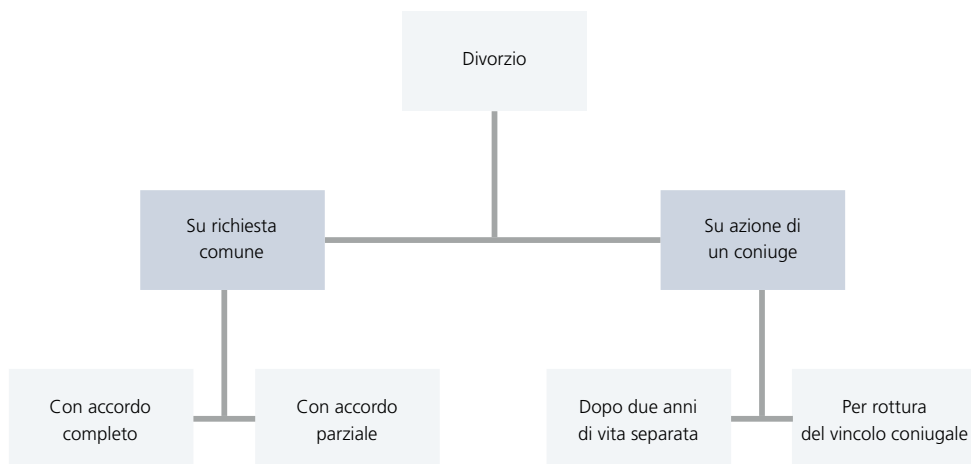 Divorzio
Su richiesta
comune
Su azione di
un coniuge
Con accordo
completo
Con accordo
parziale
Dopo due anni
di vita separata
Per rottura
del vincolo coniugale